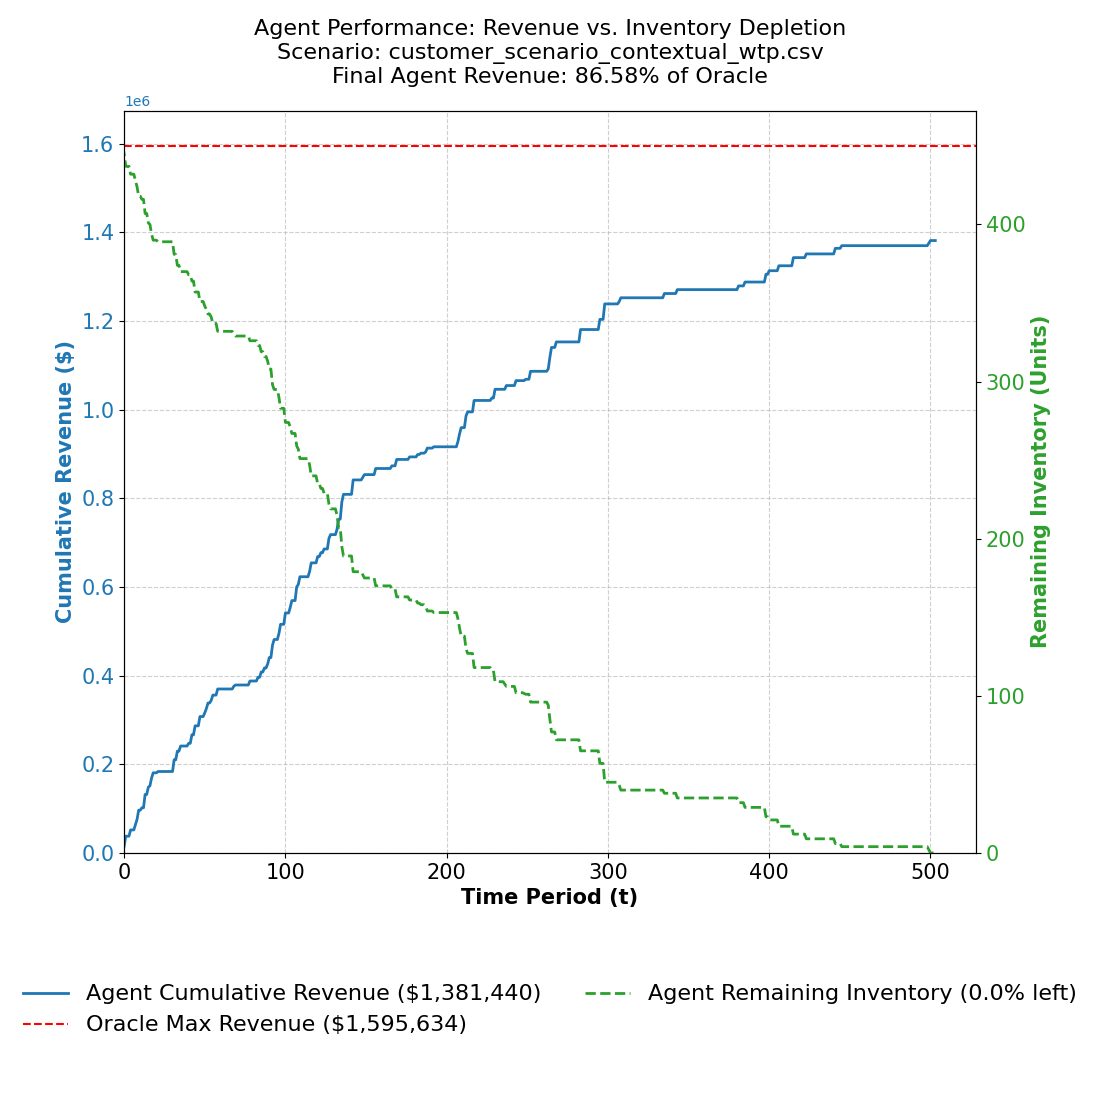 Agent Performance: Revenue vs. Inventory Depletion
Scenario: customer_scenario_contextual_wtp.csv
Final Agent Revenue: 86.58% of Oracle
1e6
1.6
1.4
1.2
1.0
0.8
0.6
0.4
0.2
0.0
Cumulative Revenue ($)
400
300
200
100
0
Remaining Inventory (Units)
0 100 200 300 400 500
Time Period (t)
Agent Cumulative Revenue ($1,381,440)
Oracle Max Revenue ($1,595,634)
Agent Remaining Inventory (0.0% left)